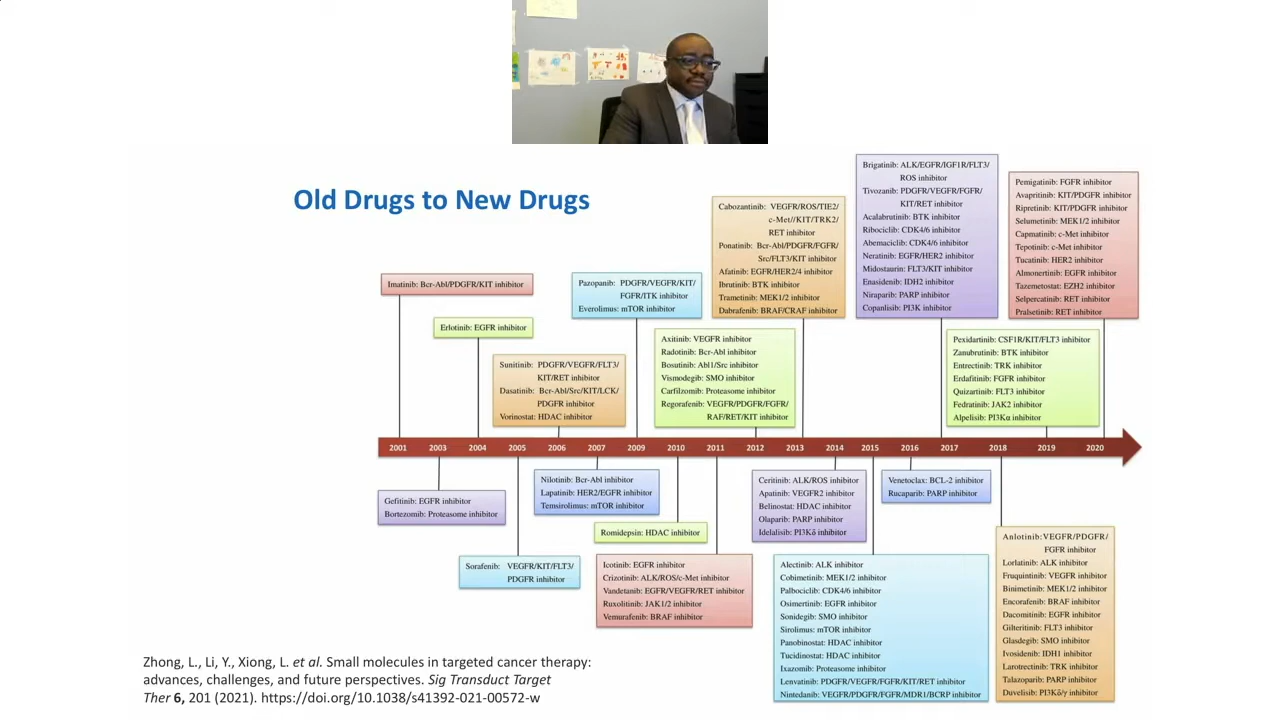 Old Drugs to New Drugs
Imatinib: Bcr-Abl/PDGFR/KIT inhibitor
Erlotinib: EGFR inhibitor
Sunitinib: PDGFR/VEGFR/FLT3/
KIT/RET inhibitor
Dasatinib: Bcr-Abl/Src/KIT/LCK/
PDGFR inhibitor
Vorinostat: HDAC inhibitor
Pazopanib: PDGFR/VEGFR/KIT/
FGFR/ITK inhibitor
Everolimus: mTOR inhibitor
Axitinib: VEGFR inhibitor
Radotinib: Bcr-Abl inhibitor
Bosutinib: Abl1/Src inhibitor
Vismodegib: SMO inhibitor
Carfilzomib: Proteasome inhibitor
Regorafenib: VEGFR/PDGFR/FGFR/
RAF/RET/KIT inhibitor
Cabozantinib: VEGFR/ROS/TIE2/
c-Met//KIT/TRK2/
RET inhibitor
Ponatinib: Bcr-Abl/PDGFR/FGFR/
Src/FLT3/KIT inhibitor
Afatinib: EGFR/HER2/4 inhibitor
Ibrutinib: BTK inhibitor
Trametinib: MEK1/2 inhibitor
Dabrafenib: BRAF/CRAF inhibitor
Brigatinib: ALK/EGFR/IGF1R/FLT3/
ROS inhibitor
Tivozanib: PDGFR/VEGFR/FGFR/
KIT/RET inhibitor
Acalabrutinib: BTK inhibitor
Ribociclib: CDK4/6 inhibitor
Abemaciclib: CDK4/6 inhibitor
Neratinib: EGFR/HER2 inhibitor
Midostaurin: FLT3/KIT inhibitor
Enasidenib: IDH2 inhibitor
Niraparib: PARP inhibitor
Copanlisib: PI3K inhibitor
Pemigatinib: FGFR inhibitor
Avapritinib: KIT/PDGFR inhibitor
Ripretinib: KIT/PDGFR inhibitor
Selumetinib: MEK1/2 inhibitor
Capmatinib: c-Met inhibitor
Tepotinib: c-Met inhibitor
Tucatinib: HER2 inhibitor
Almonertinib: EGFR inhibitor
Tazemetostat: EZH2 inhibitor
Selpercatinib: RET inhibitor
Pralsetinib: RET inhibitor
Pexidartinib: CSF1R/KIT/FLT3 inhibitor
Zanubrutinib: BTK inhibitor
Entrectinib: TRK inhibitor
Erdafitinib: FGFR inhibitor
Quizartinib: FLT3 inhibitor
Fedratinib: JAK2 inhibitor
Alpelisib: PI3Kα inhibitor
2001 2003 2004 2005 2006 2007 2009 2010 2011 2012 2013 2014 2015 2016 2017 2018 2019 2020
Gefitinib: EGFR inhibitor
Bortezomib: Proteasome inhibitor
Sorafenib: VEGFR/KIT/FLT3/
PDGFR inhibitor
Nilotinib: Bcr-Abl inhibitor
Lapatinib: HER2/EGFR inhibitor
Temsirolimus: mTOR inhibitor
Romidepsin: HDAC inhibitor
Icotinib: EGFR inhibitor
Crizotinib: ALK/ROS/c-Met inhibitor
Vandetanib: EGFR/VEGFR/RET inhibitor
Ruxolitinib: JAK1/2 inhibitor
Vemurafenib: BRAF inhibitor
Ceritinib: ALK/ROS inhibitor
Apatinib: VEGFR2 inhibitor
Belinostat: HDAC inhibitor
Olaparib: PARP inhibitor
Idelalisib: PI3Kδ inhibitor
Alectinib: ALK inhibitor
Cobimetinib: MEK1/2 inhibitor
Palbociclib: CDK4/6 inhibitor
Osimertinib: EGFR inhibitor
Sonidegib: SMO inhibitor
Sirolimus: mTOR inhibitor
Panobinostat: HDAC inhibitor
Tucidinostat: HDAC inhibitor
Ixazomib: Proteasome inhibitor
Lenvatinib: PDGFR/VEGFR/FGFR/KIT/RET inhibitor
Nintedanib: VEGFR/PDGFR/FGFR/MDR1/BCRP inhibitor
Venetoclax: BCL-2 inhibitor
Rucaparib: PARP inhibitor
Anlotinib:VEGFR/PDGFR/
FGFR inhibitor
Lorlatinib: ALK inhibitor
Fruquintinib: VEGFR inhibitor
Binimetinib: MEK1/2 inhibitor
Encorafenib: BRAF inhibitor
Dacomitinib: EGFR inhibitor
Gilteritinib: FLT3 inhibitor
Glasdegib: SMO inhibitor
Ivosidenib: IDH1 inhibitor
Larotrectinib: TRK inhibitor
Talazoparib: PARP inhibitor
Duvelisib: PI3Kδ/γ inhibitor
Zhong, L., Li, Y., Xiong, L. et al. Small molecules in targeted cancer therapy:
advances, challenges, and future perspectives. Sig Transduct Target
Ther 6, 201 (2021). https://doi.org/10.1038/s41392-021-00572-w